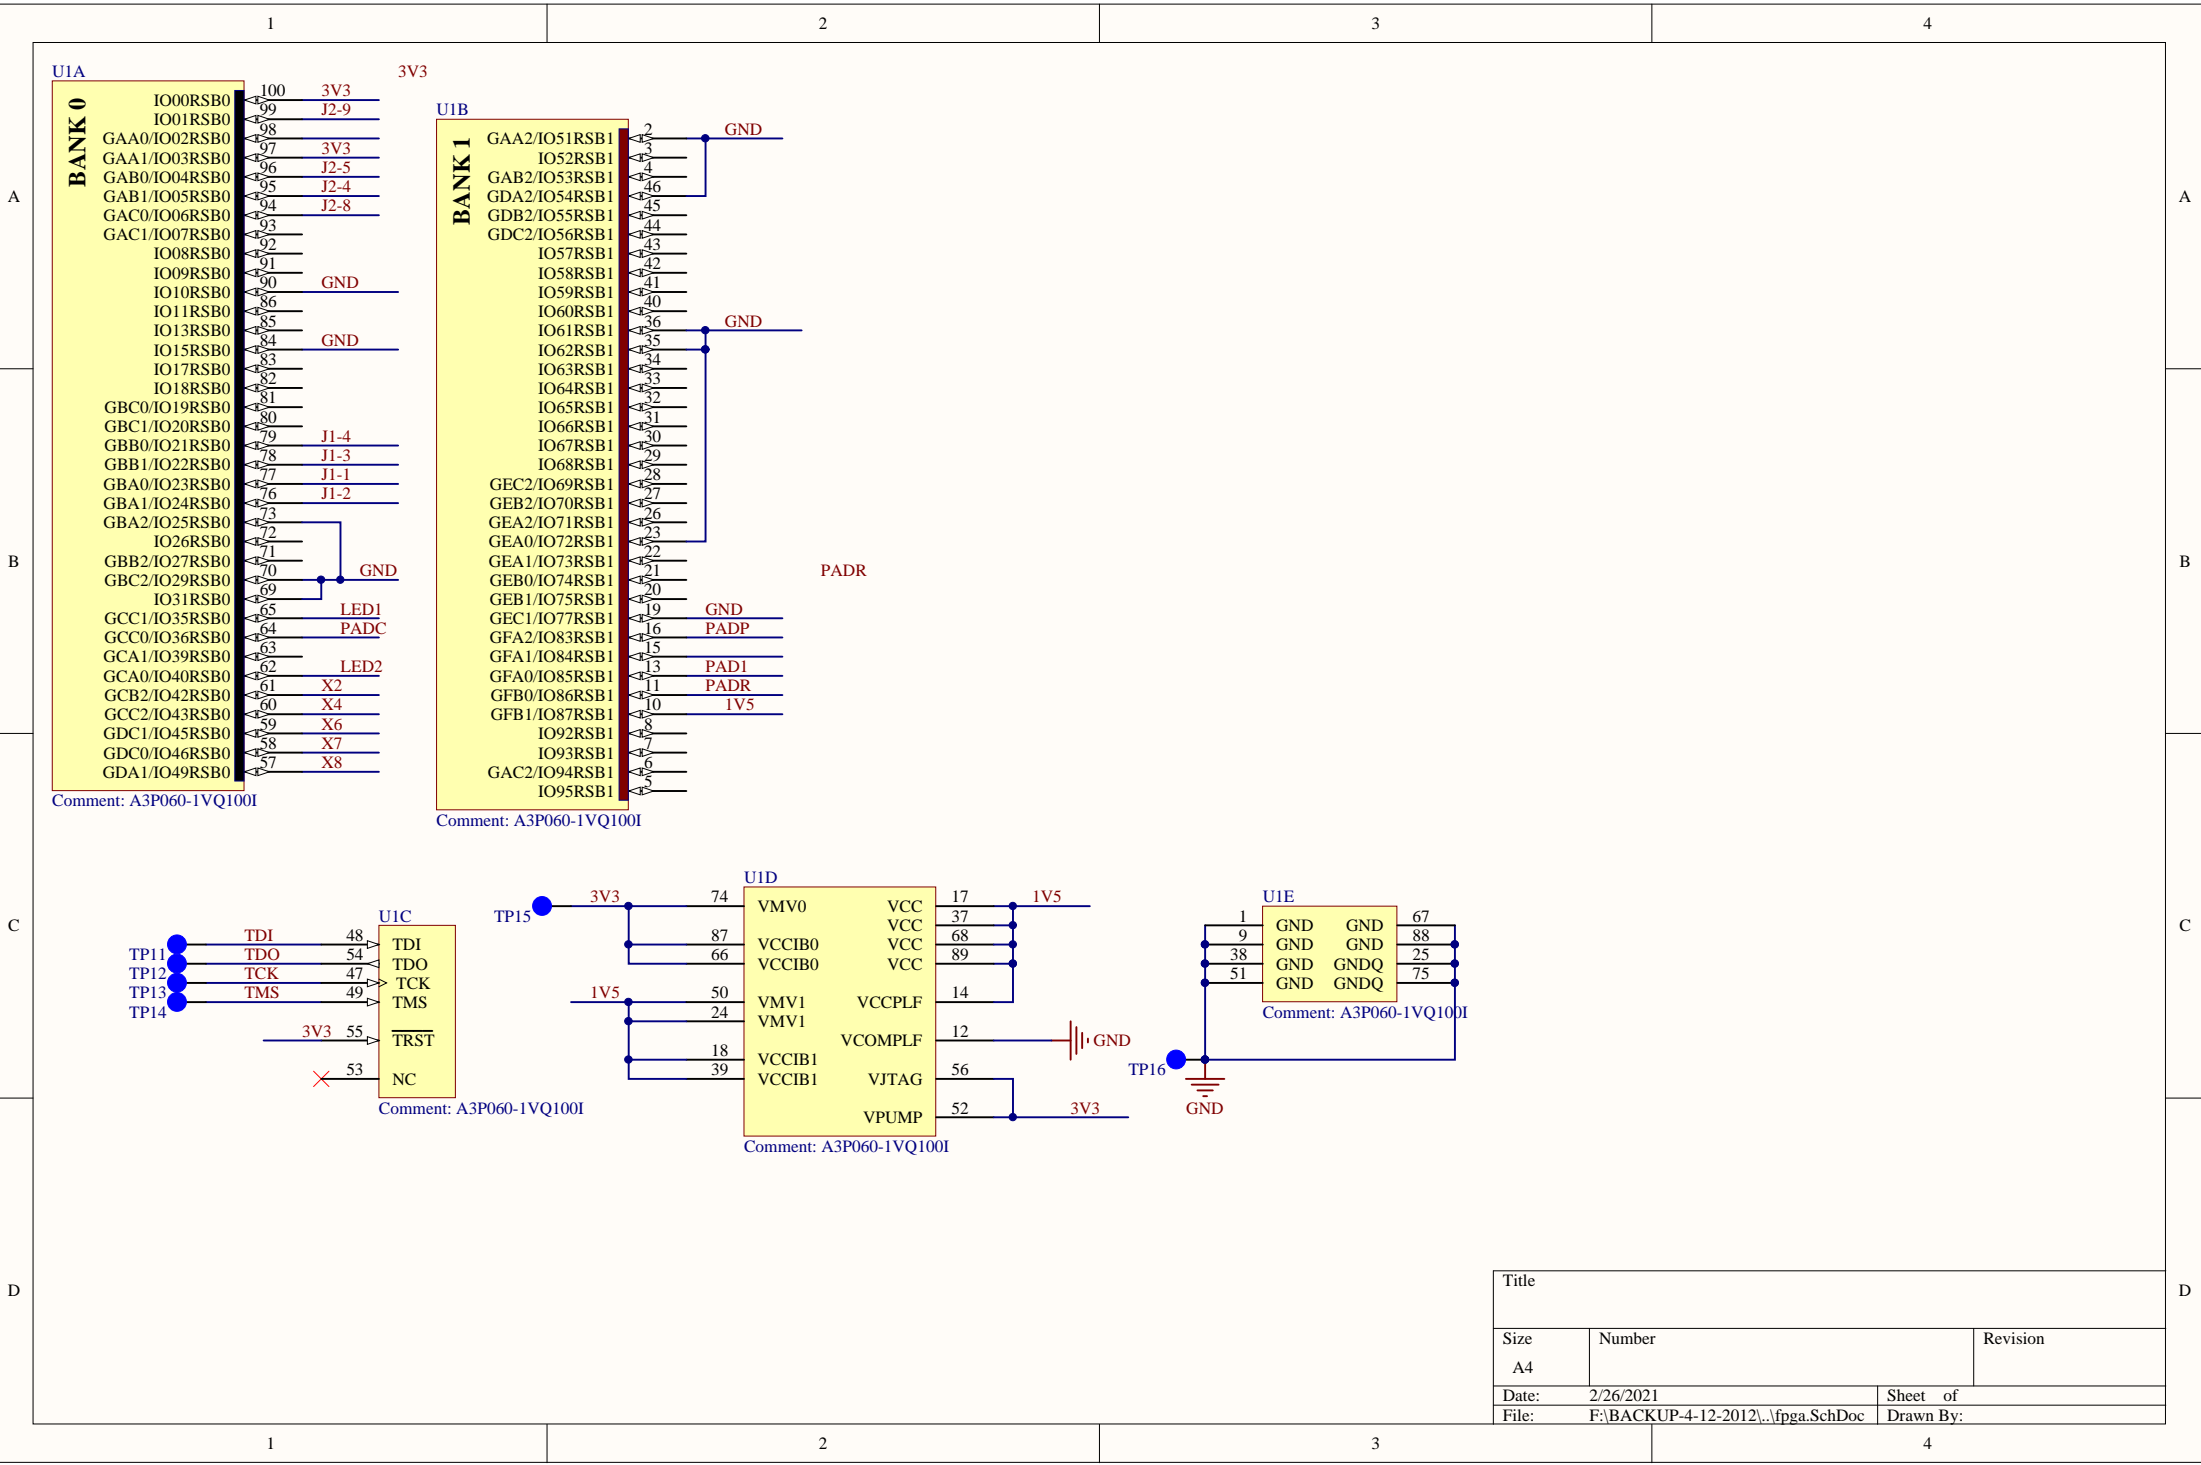 1 2 3 4
A A
B B
C C
D D
U1A
BANK 0
IO00RSB0 100 3V3
IO01RSB0 99 J2-9
GAA0/IO02RSB0 98
GAA1/IO03RSB0 97 3V3
GAB0/IO04RSB0 96 J2-5
GAB1/IO05RSB0 95 J2-4
GAC0/IO06RSB0 94 J2-8
GAC1/IO07RSB0 93
IO08RSB0 92
IO09RSB0 91
IO10RSB0 90 GND
IO11RSB0 86
IO13RSB0 85
IO15RSB0 84 GND
IO17RSB0 83
IO18RSB0 82
GBC0/IO19RSB0 81
GBC1/IO20RSB0 80
GBB0/IO21RSB0 79 J1-4
GBB1/IO22RSB0 78 J1-3
GBA0/IO23RSB0 77 J1-1
GBA1/IO24RSB0 76 J1-2
GBA2/IO25RSB0 73
IO26RSB0 72
GBB2/IO27RSB0 71
GBC2/IO29RSB0 70 GND
IO31RSB0 69
GCC1/IO35RSB0 65 LED1
GCC0/IO36RSB0 64 PADC
GCA1/IO39RSB0 63
GCA0/IO40RSB0 62 LED2
GCB2/IO42RSB0 61 X2
GCC2/IO43RSB0 60 X4
GDC1/IO45RSB0 59 X6
GDC0/IO46RSB0 58 X7
GDA1/IO49RSB0 57 X8
Comment: A3P060-1VQ100I
3V3
U1B
BANK 1
GAA2/IO51RSB1 2 GND
IO52RSB1 3
GAB2/IO53RSB1 4
GDA2/IO54RSB1 46
GDB2/IO55RSB1 45
GDC2/IO56RSB1 44
IO57RSB1 43
IO58RSB1 42
IO59RSB1 41
IO60RSB1 40
IO61RSB1 36 GND
IO62RSB1 35
IO63RSB1 34
IO64RSB1 33
IO65RSB1 32
IO66RSB1 31
IO67RSB1 30
IO68RSB1 29
GEC2/IO69RSB1 28
GEB2/IO70RSB1 27
GEA2/IO71RSB1 26
GEA0/IO72RSB1 23
GEA1/IO73RSB1 22
GEB0/IO74RSB1 21
GEB1/IO75RSB1 20
GEC1/IO77RSB1 19 GND
GFA2/IO83RSB1 16 PADP
GFA1/IO84RSB1 15
GFA0/IO85RSB1 13 PAD1
GFB0/IO86RSB1 11 PADR
GFB1/IO87RSB1 10 1V5
IO92RSB1 8
IO93RSB1 7
GAC2/IO94RSB1 6
IO95RSB1 5
Comment: A3P060-1VQ100I
PADR
U1C
TP11 TDI 48 TDI
TP12 TDO 54 TDO
TP13 TCK 47 TCK
TP14 TMS 49 TMS
3V3 55 TRST
53 NC
Comment: A3P060-1VQ100I
U1D
TP15 3V3 74 VMV0 VCC 17 1V5
VCC 37
87 VCCIB0 VCC 68
66 VCCIB0 VCC 89
1V5 50 VMV1 VCCPLF 14
24 VMV1
VCOMPLF 12 GND
18 VCCIB1
39 VCCIB1 VJTAG 56
VPUMP 52 3V3
Comment: A3P060-1VQ100I
U1E
1 GND GND 67
9 GND GND 88
38 GND GNDQ 25
51 GND GNDQ 75
Comment: A3P060-1VQ100I
TP16
GND
Title
Size Number Revision
A4
Date: 2/26/2021 Sheet of
File: F:\BACKUP-4-12-2012\..\fpga.SchDoc Drawn By:
1 2 3 4